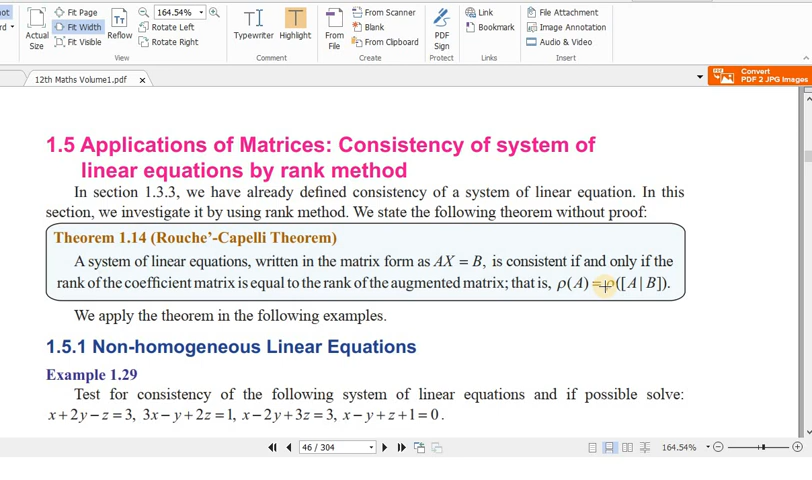 Fit Page
164.54%
From Scanner
Link
File Attachment
Fit Width
Rotate Left
Blank
Bookmark
Image Annotation
Actual Size
Fit Visible
Reflow
Rotate Right
Typewriter
Highlight
From File
From Clipboard
PDF Sign
Audio & Video
Comment
Create
Protect
Links
Insert
12th Maths Volume1.pdf
Convert
PDF 2 JPG Images
1.5 Applications of Matrices: Consistency of system of
linear equations by rank method
In section 1.3.3, we have already defined consistency of a system of linear equation. In this
section, we investigate it by using rank method. We state the following theorem without proof:
Theorem 1.14 (Rouche'-Capelli Theorem)
A system of linear equations, written in the matrix form as AX = B, is consistent if and only if the
rank of the coefficient matrix is equal to the rank of the augmented matrix; that is, ρ(A) = ρ([A | B]).
We apply the theorem in the following examples.
1.5.1 Non-homogeneous Linear Equations
Example 1.29
Test for consistency of the following system of linear equations and if possible solve:
x + 2y − z = 3, 3x − y + 2z = 1, x − 2y + 3z = 3, x − y + z + 1 = 0 .
46 / 304
164.54%